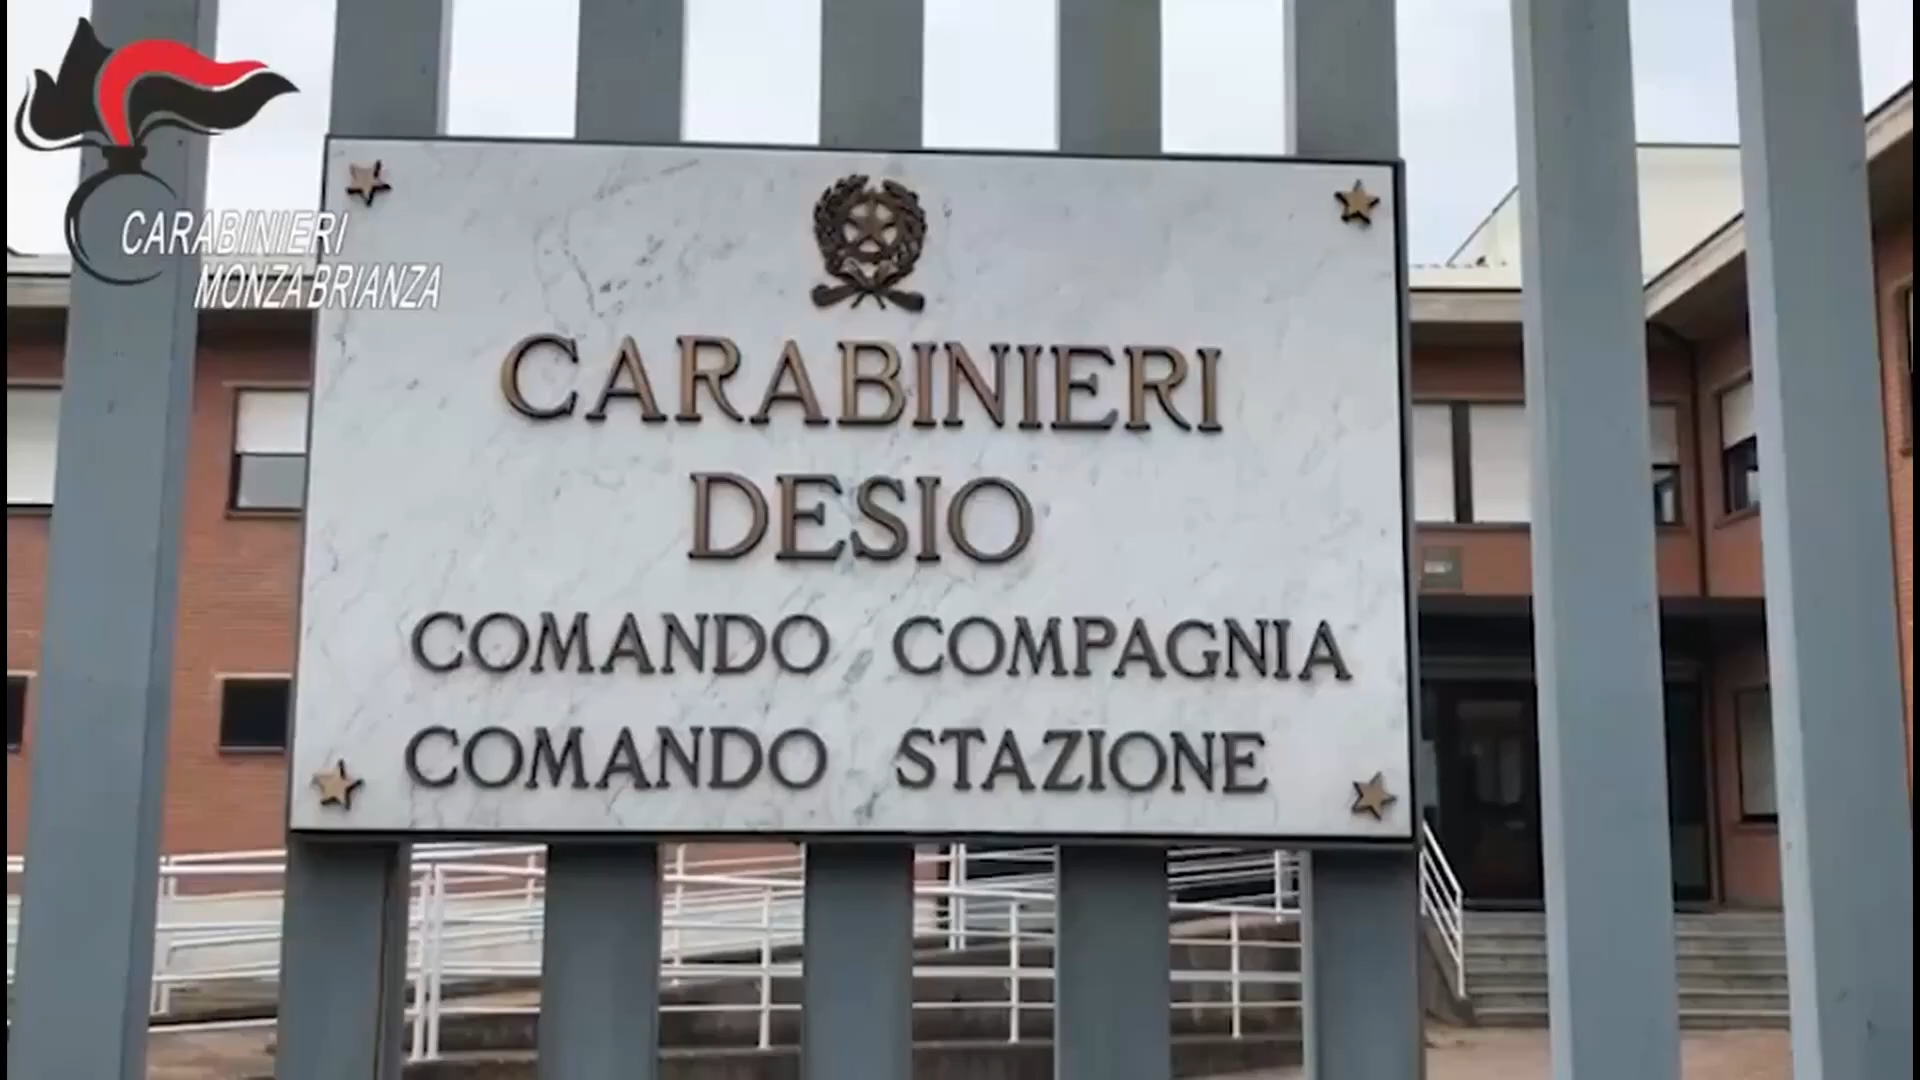 CARABINIERI
MONZA BRIANZA
CARABINIERI
DESIO
COMANDO COMPAGNIA
COMANDO STAZIONE